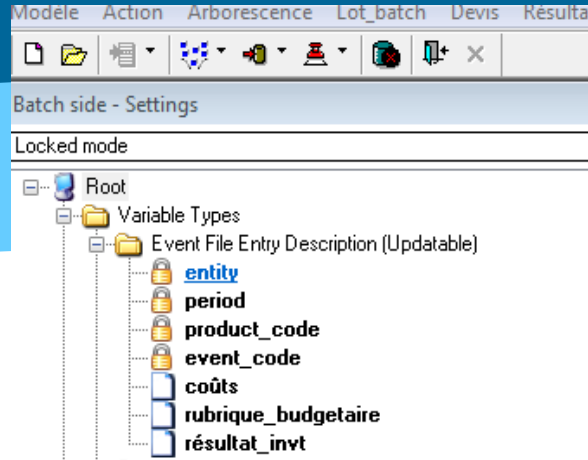 Modèle Action Arborescence Lot_batch Devis Résulta
Batch side - Settings
Locked mode
Root
Variable Types
Event File Entry Description (Updatable)
entity
period
product_code
event_code
coûts
rubrique_budgetaire
résultat_invt